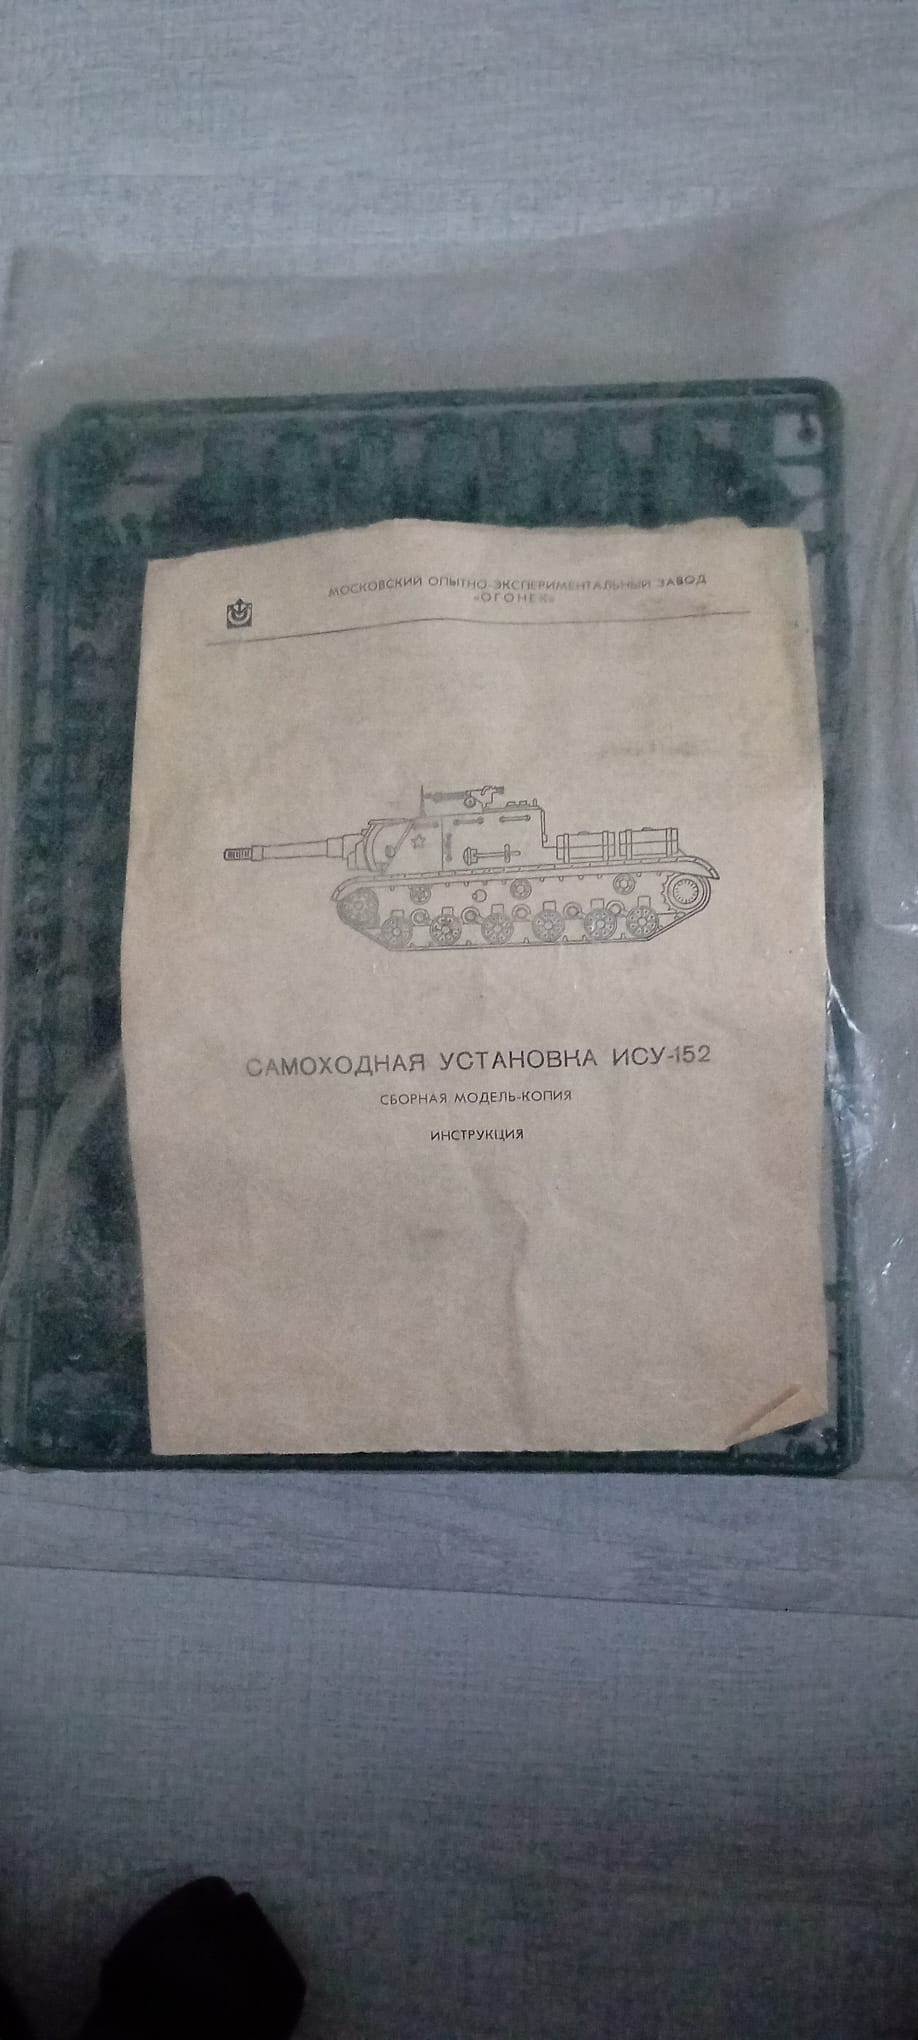 МОСКОВСКИЙ ОПЫТНО-ЭКСПЕРИМЕНТАЛЬНЫЙ ЗАВОД
«ОГОНЕК»
САМОХОДНАЯ УСТАНОВКА ИСУ-152
СБОРНАЯ МОДЕЛЬ-КОПИЯ
ИНСТРУКЦИЯ